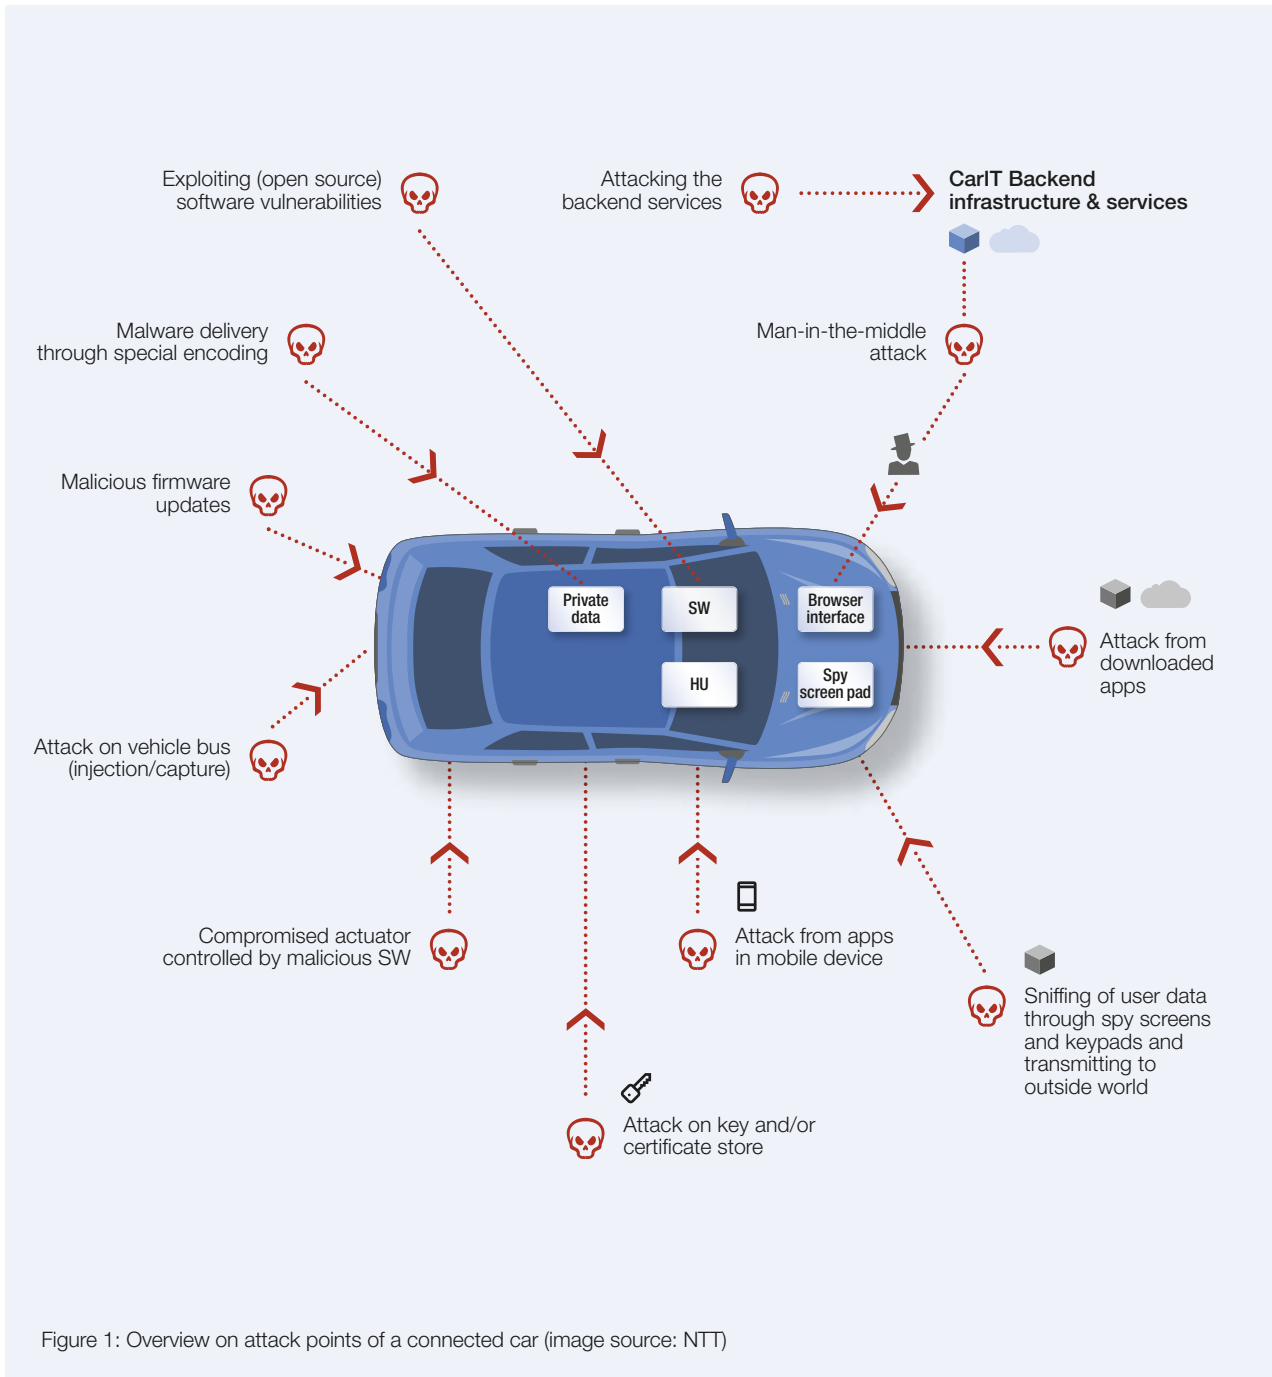 Exploiting (open source)
software vulnerabilities
Attacking the
backend services
CarIT Backend
infrastructure & services
Malware delivery
through special encoding
Man-in-the-middle
attack
Malicious firmware
updates
Private
data
SW
Browser
interface
HU
Spy
screen pad
Attack from
downloaded
apps
Attack on vehicle bus
(injection/capture)
Compromised actuator
controlled by malicious SW
Attack from apps
in mobile device
Sniffing of user data
through spy screens
and keypads and
transmitting to
outside world
Attack on key and/or
certificate store
Figure 1: Overview on attack points of a connected car (image source: NTT)